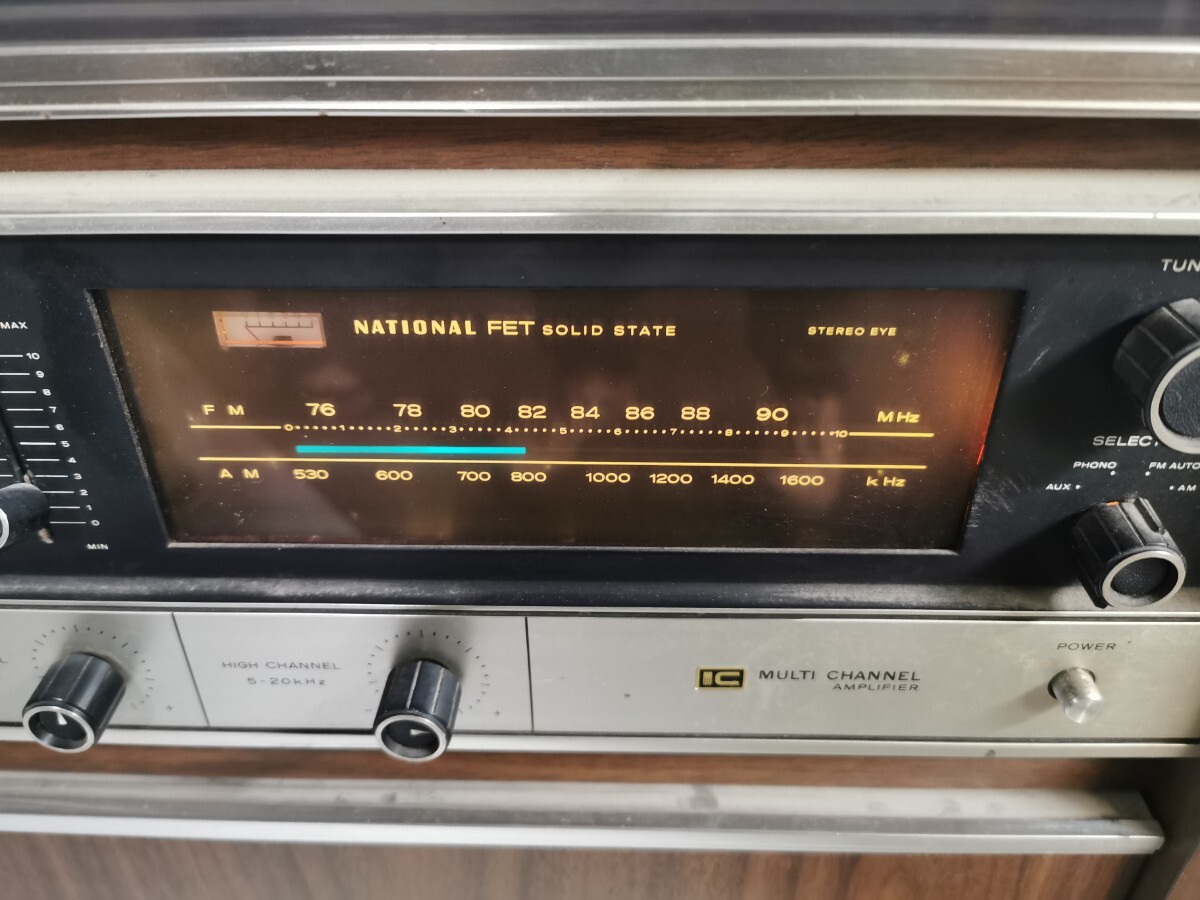 TUN
MAX
10
9
8
7
6
5
4
3
2
1
0
MIN
NATIONAL FET SOLID STATE
STEREO EYE
FM 76 78 80 82 84 86 88 90 MHz
0 1 2 3 4 5 6 7 8 9 10
AM 530 600 700 800 1000 1200 1400 1600 kHz
SELECT
PHONO FM AUTO
AUX AM
HIGH CHANNEL
5-20kHz
+
+
IC MULTI CHANNEL
AMPLIFIER
POWER